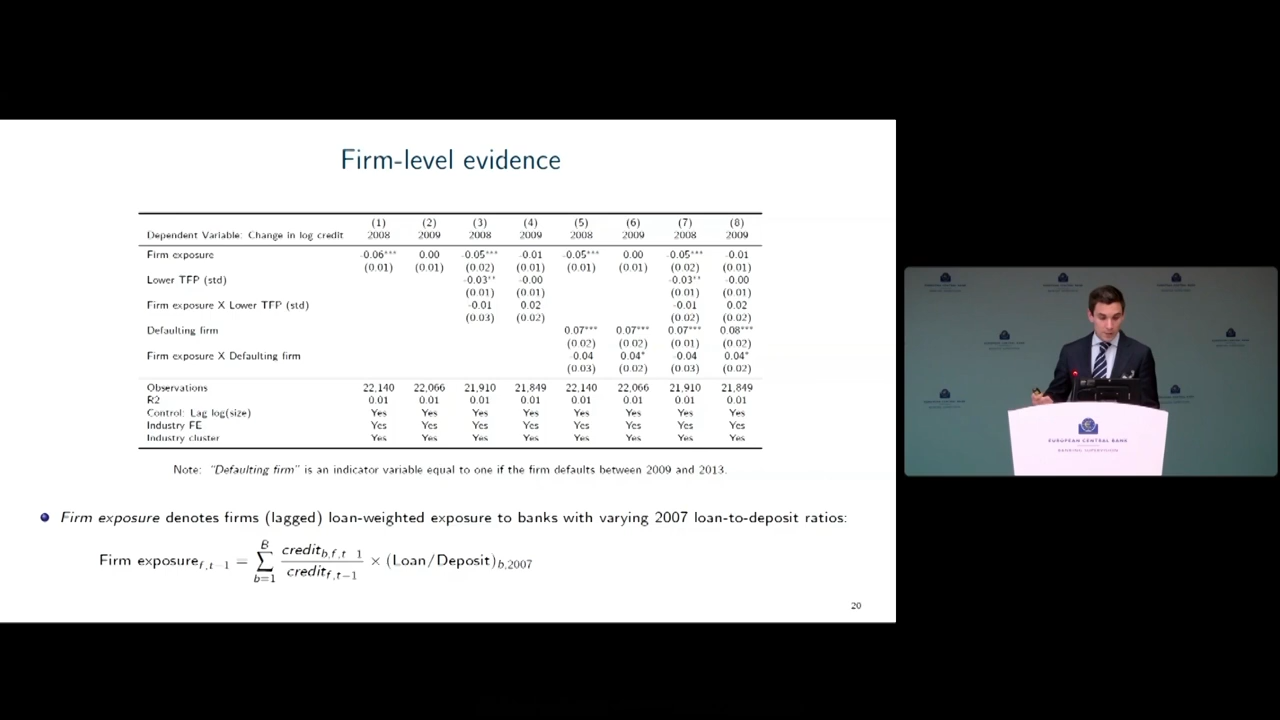 Firm-level evidence
(1) (2) (3) (4) (5) (6) (7) (8)
Dependent Variable: Change in log credit 2008 2009 2008 2009 2008 2009 2008 2009
Firm exposure -0.06*** 0.00 -0.05*** -0.01 -0.05*** 0.00 -0.05*** -0.01
(0.01) (0.01) (0.02) (0.01) (0.01) (0.01) (0.02) (0.01)
Lower TFP (std) -0.03** -0.00 -0.03** -0.00
(0.01) (0.01) (0.01) (0.01)
Firm exposure X Lower TFP (std) -0.01 0.02 -0.01 0.02
(0.03) (0.02) (0.02) (0.02)
Defaulting firm 0.07*** 0.07*** 0.07*** 0.08***
(0.02) (0.02) (0.01) (0.02)
Firm exposure X Defaulting firm -0.04 0.04* -0.04 0.04*
(0.03) (0.02) (0.03) (0.02)
Observations 22,140 22,066 21,910 21,849 22,140 22,066 21,910 21,849
R2 0.01 0.01 0.01 0.01 0.01 0.01 0.01 0.01
Control: Lag log(size) Yes Yes Yes Yes Yes Yes Yes Yes
Industry FE Yes Yes Yes Yes Yes Yes Yes Yes
Industry cluster Yes Yes Yes Yes Yes Yes Yes Yes
Note: "Defaulting firm" is an indicator variable equal to one if the firm defaults between 2009 and 2013.
Firm exposure denotes firms (lagged) loan-weighted exposure to banks with varying 2007 loan-to-deposit ratios:
Firm exposure_{f,t-1} = \sum_{b=1}^{B} \frac{credit_{b,f,t-1}}{credit_{f,t-1}} × (Loan/Deposit)_{b,2007}
20
EUROPEAN CENTRAL BANK
BANKING SUPERVISION